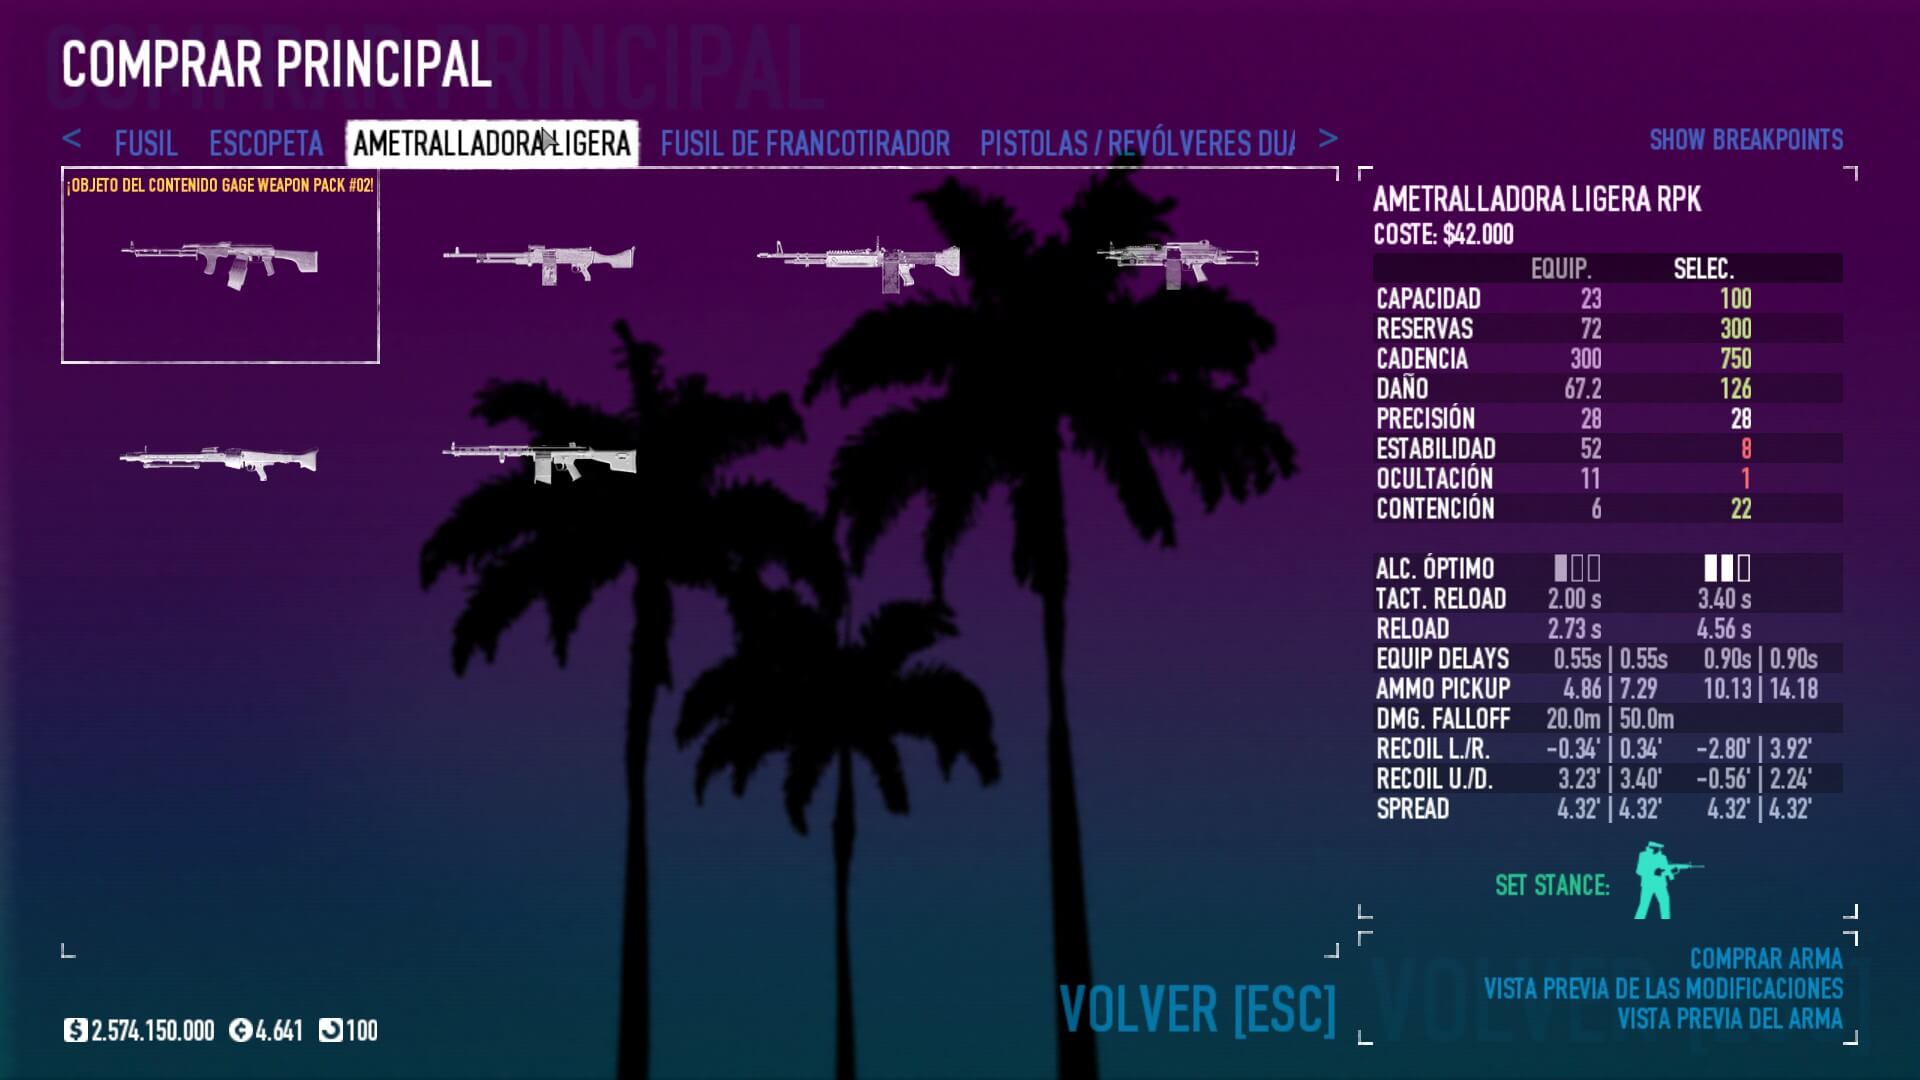 COMPRAR PRINCIPAL
< FUSIL ESCOPETA AMETRALLADORA LIGERA FUSIL DE FRANCOTIRADOR PISTOLAS / REVÓLVERES DUA >
SHOW BREAKPOINTS
¡OBJETO DEL CONTENIDO GAGE WEAPON PACK #02!
AMETRALLADORA LIGERA RPK
COSTE: $42.000
EQUIP. SELEC.
CAPACIDAD 23 100
RESERVAS 72 300
CADENCIA 300 750
DAÑO 67.2 126
PRECISIÓN 28 28
ESTABILIDAD 52 8
OCULTACIÓN 11 1
CONTENCIÓN 6 22
ALC. ÓPTIMO
TACT. RELOAD 2.00 s 3.40 s
RELOAD 2.73 s 4.56 s
EQUIP DELAYS 0.55s | 0.55s 0.90s | 0.90s
AMMO PICKUP 4.86 | 7.29 10.13 | 14.18
DMG. FALLOFF 20.0m | 50.0m
RECOIL L./R. -0.34' | 0.34' -2.80' | 3.92'
RECOIL U./D. 3.23' | 3.40' -0.56' | 2.24'
SPREAD 4.32' | 4.32' 4.32' | 4.32'
SET STANCE:
COMPRAR ARMA
VISTA PREVIA DE LAS MODIFICACIONES
VISTA PREVIA DEL ARMA
VOLVER [ESC]
$ 2.574.150.000 4.641 100